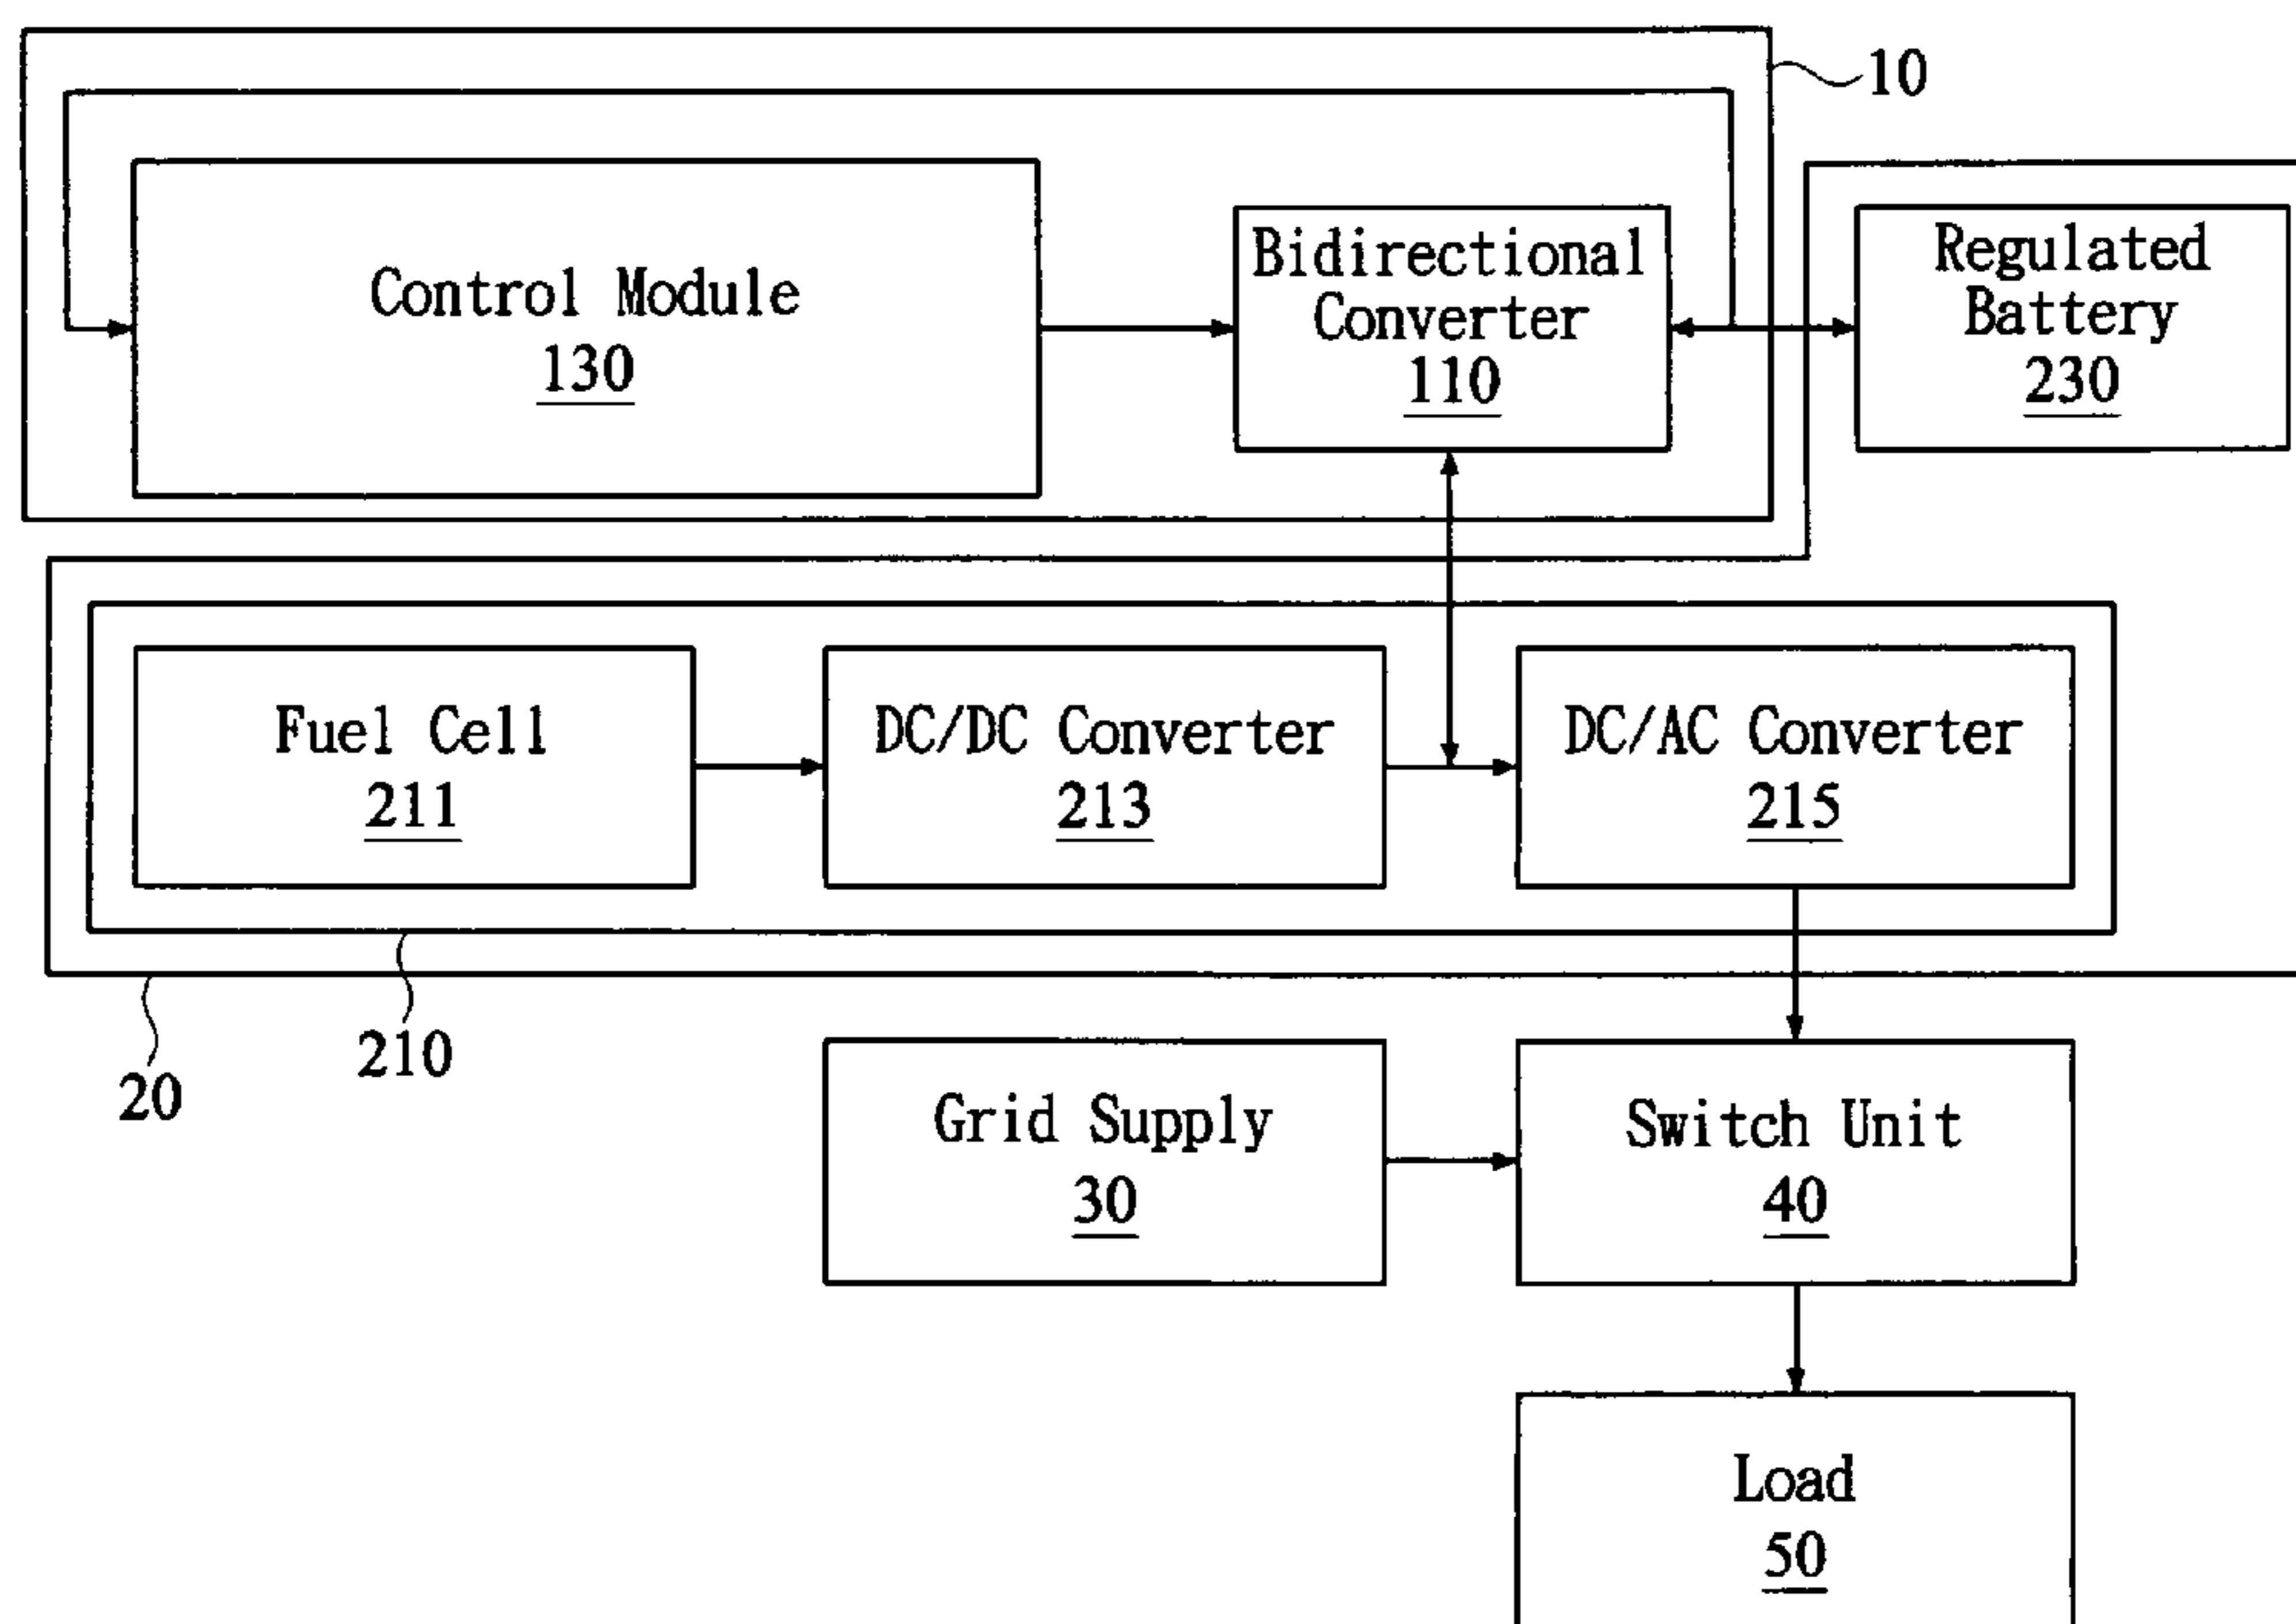 10
Control Module
130
Bidirectional
Converter
110
Regulated
Battery
230
Fuel Cell
211
DC/DC Converter
213
DC/AC Converter
215
210
20
Grid Supply
30
Switch Unit
40
Load
50